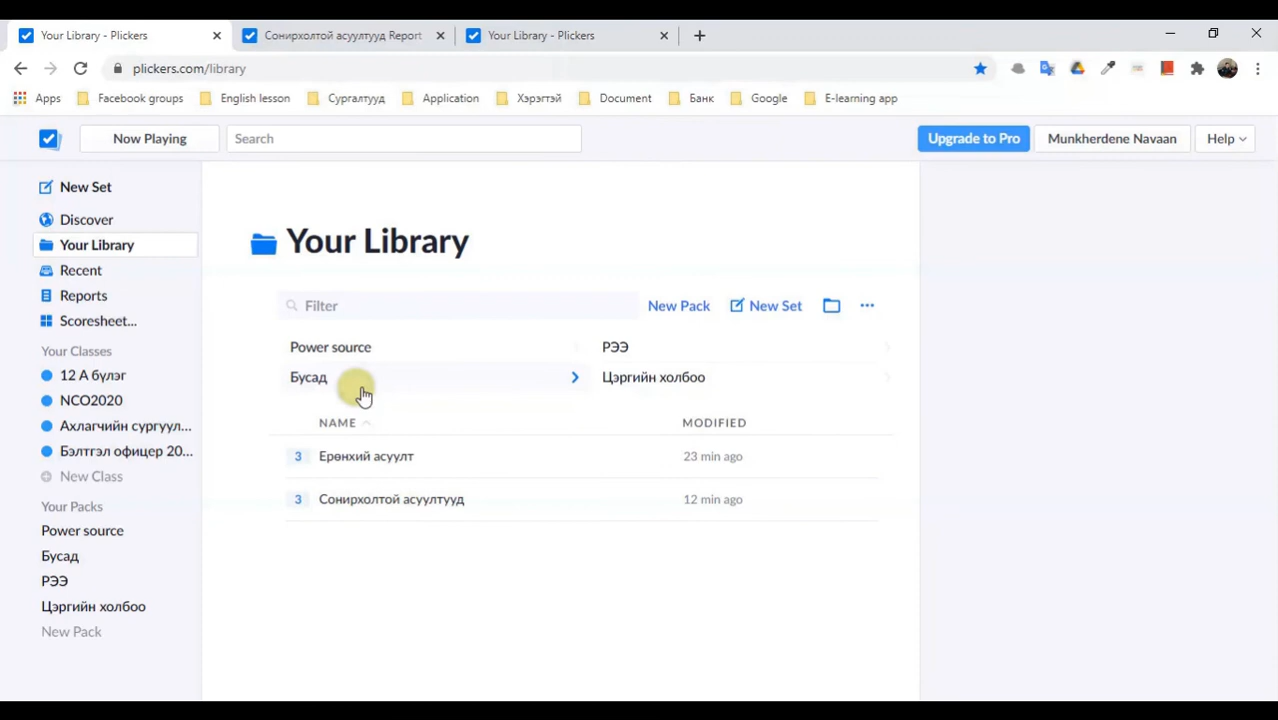 Your Library - Plickers
Сонирхолтой асуултууд Report
Your Library - Plickers
plickers.com/library
Apps
Facebook groups
English lesson
Сургалтууд
Application
Хэрэгтэй
Document
Банк
Google
E-learning app
Now Playing
Search
Upgrade to Pro
Munkherdene Navaan
Help
New Set
Discover
Your Library
Recent
Reports
Scoresheet...
Your Classes
12 А бүлэг
NCO2020
Ахлагчийн сургуул...
Бэлтгэл офицер 20...
New Class
Your Packs
Power source
Бусад
РЭЭ
Цэргийн холбоо
New Pack
Your Library
Filter
New Pack
New Set
Power source
РЭЭ
Бусад
Цэргийн холбоо
NAME
MODIFIED
3 Ерөнхий асуулт 23 min ago
3 Сонирхолтой асуултууд 12 min ago